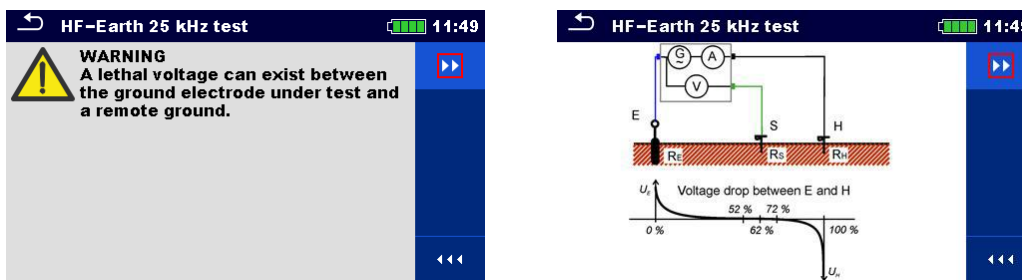 HF-Earth 25 kHz test
11:49
WARNING
A lethal voltage can exist between
the ground electrode under test and
a remote ground.
HF-Earth 25 kHz test
11:49
G
~
A
V
E
S
H
RE
RS
RH
UE
Voltage drop between E and H
52 %
72 %
0 %
62 %
100 %
UH